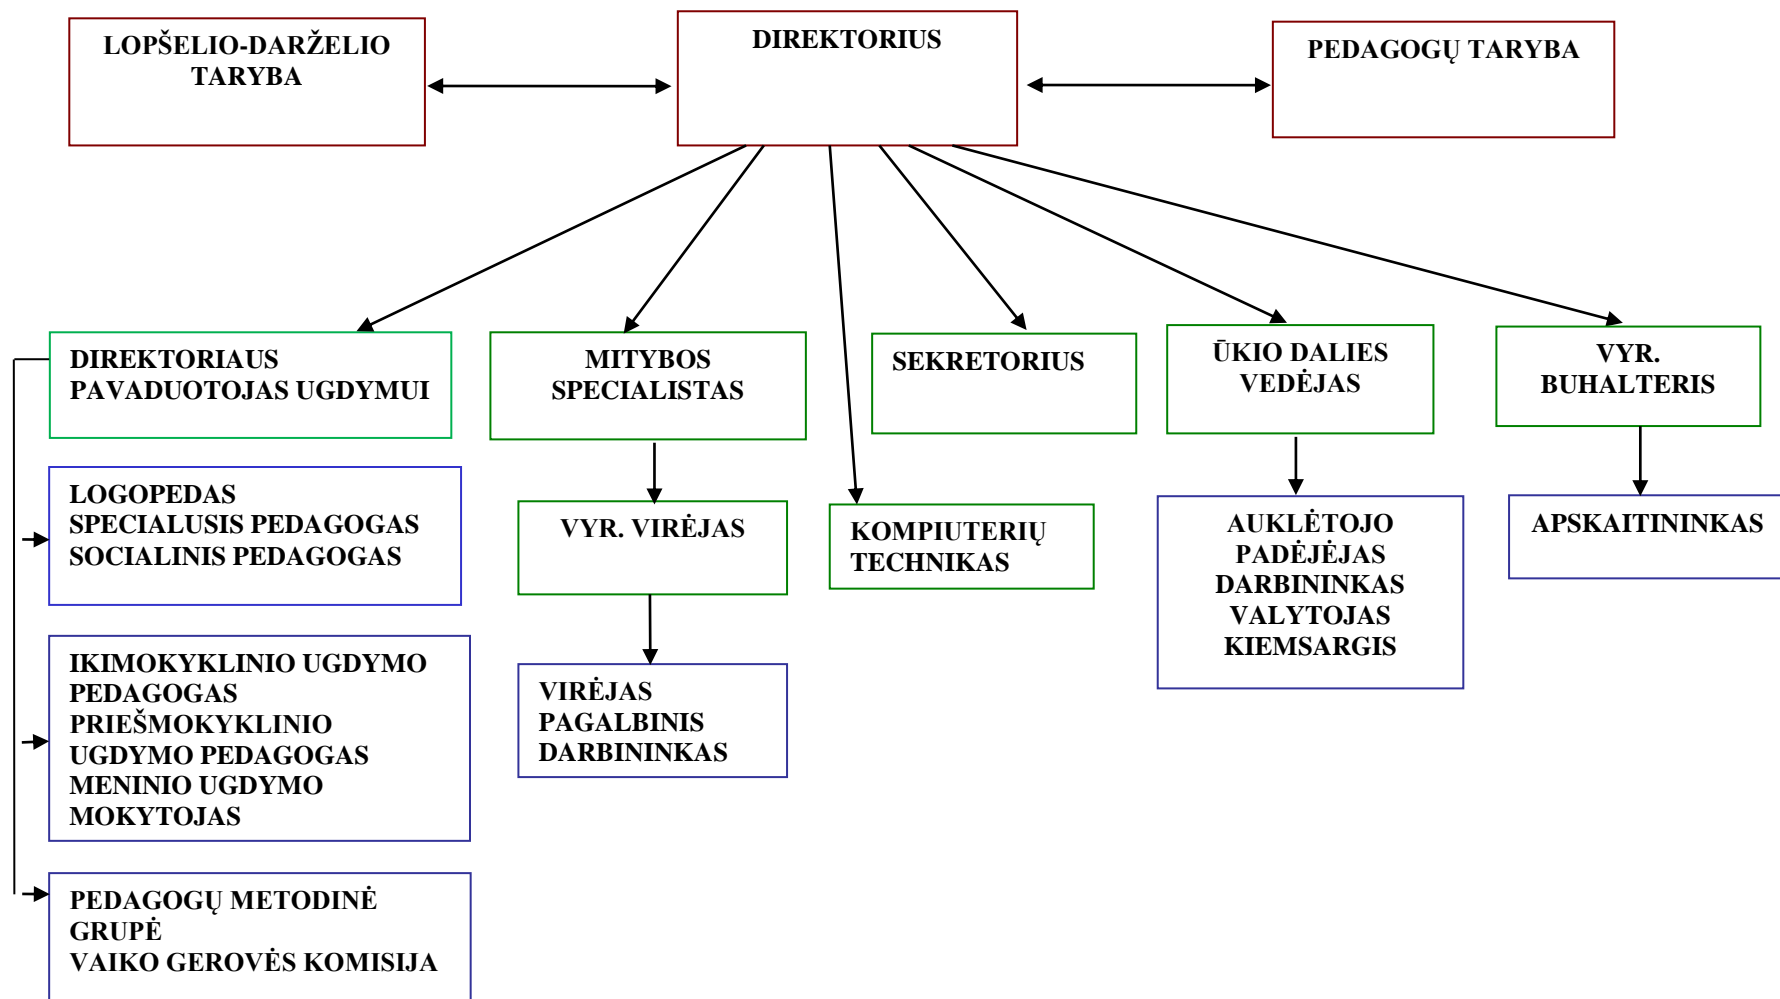 LOPŠELIO-DARŽELIO
TARYBA
DIREKTORIUS
PEDAGOGŲ TARYBA
DIREKTORIAUS
PAVADUOTOJAS UGDYMUI
MITYBOS
SPECIALISTAS
SEKRETORIUS
ŪKIO DALIES
VEDĖJAS
VYR.
BUHALTERIS
LOGOPEDAS
SPECIALUSIS PEDAGOGAS
SOCIALINIS PEDAGOGAS
VYR. VIRĖJAS
KOMPIUTERIŲ
TECHNIKAS
AUKLĖTOJO
PADĖJĖJAS
DARBININKAS
VALYTOJAS
KIEMSARGIS
APSKAITININKAS
IKIMOKYKLINIO UGDYMO
PEDAGOGAS
PRIEŠMOKYKLINIO
UGDYMO PEDAGOGAS
MENINIO UGDYMO
MOKYTOJAS
VIRĖJAS
PAGALBINIS
DARBININKAS
PEDAGOGŲ METODINĖ
GRUPĖ
VAIKO GEROVĖS KOMISIJA